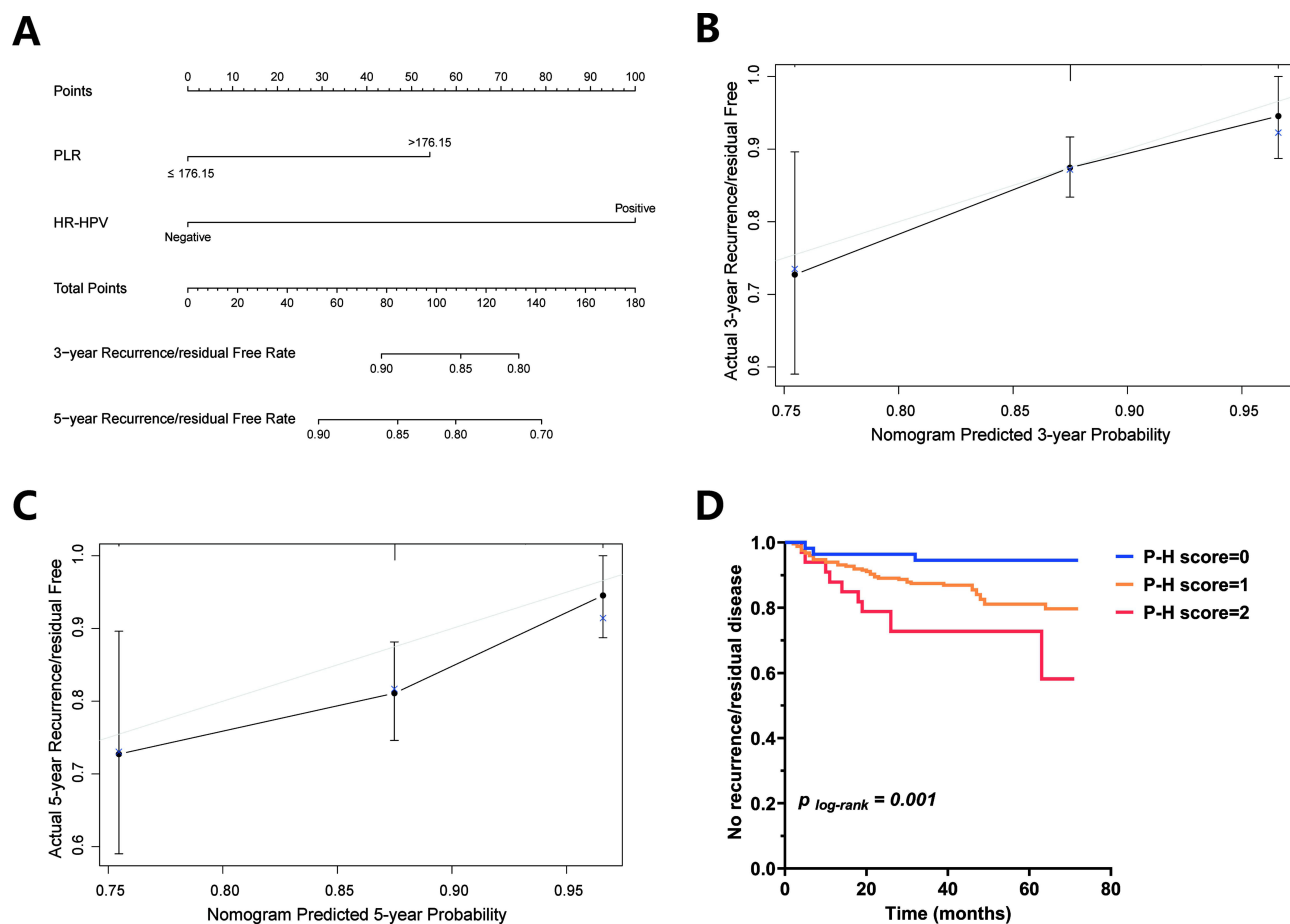 A
Points
0 10 20 30 40 50 60 70 80 90 100
PLR
>176.15
≤ 176.15
HR-HPV
Positive
Negative
Total Points
0 20 40 60 80 100 120 140 160 180
3−year Recurrence/residual Free Rate
0.90 0.85 0.80
5−year Recurrence/residual Free Rate
0.90 0.85 0.80 0.70
B
Actual 3-year Recurrence/residual Free
1.0
0.9
0.8
0.7
0.6
0.75 0.80 0.85 0.90 0.95
Nomogram Predicted 3-year Probability
C
Actual 5-year Recurrence/residual Free
1.0
0.9
0.8
0.7
0.6
0.75 0.80 0.85 0.90 0.95
Nomogram Predicted 5-year Probability
D
No recurrence/residual disease
1.0
0.8
0.6
0.4
0.2
0.0
P-H score=0
P-H score=1
P-H score=2
p log-rank = 0.001
0 20 40 60 80
Time (months)